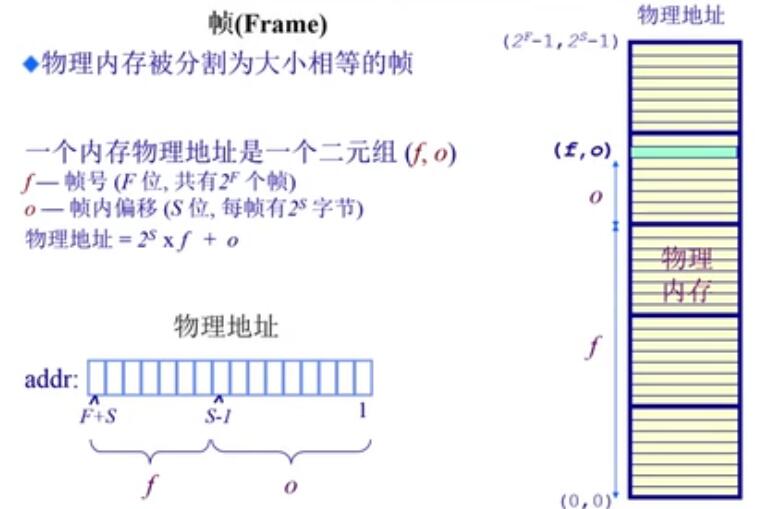 帧(Frame)
◆物理内存被分割为大小相等的帧
一个内存物理地址是一个二元组 (f, o)
f — 帧号 (F 位, 共有2^F 个帧)
o — 帧内偏移 (S 位, 每帧有2^S 字节)
物理地址 = 2^S x f + o
物理地址
addr:
F+S
S-1
1
f
o
物理地址
(2^F-1,2^S-1)
(f,o)
o
物理
内存
f
(0,0)